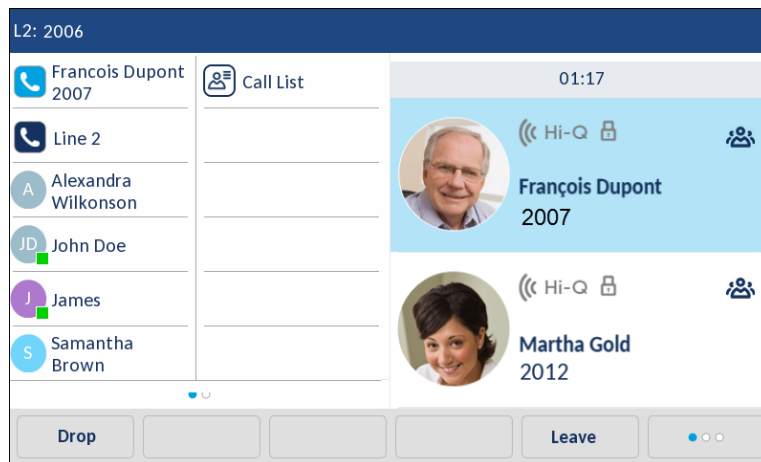 L2: 2006
Francois Dupont
2007
Line 2
A
Alexandra
Wilkonson
JD
John Doe
J
James
S
Samantha
Brown
Call List
01:17
Hi-Q
François Dupont
2007
Hi-Q
Martha Gold
2012
Drop
Leave